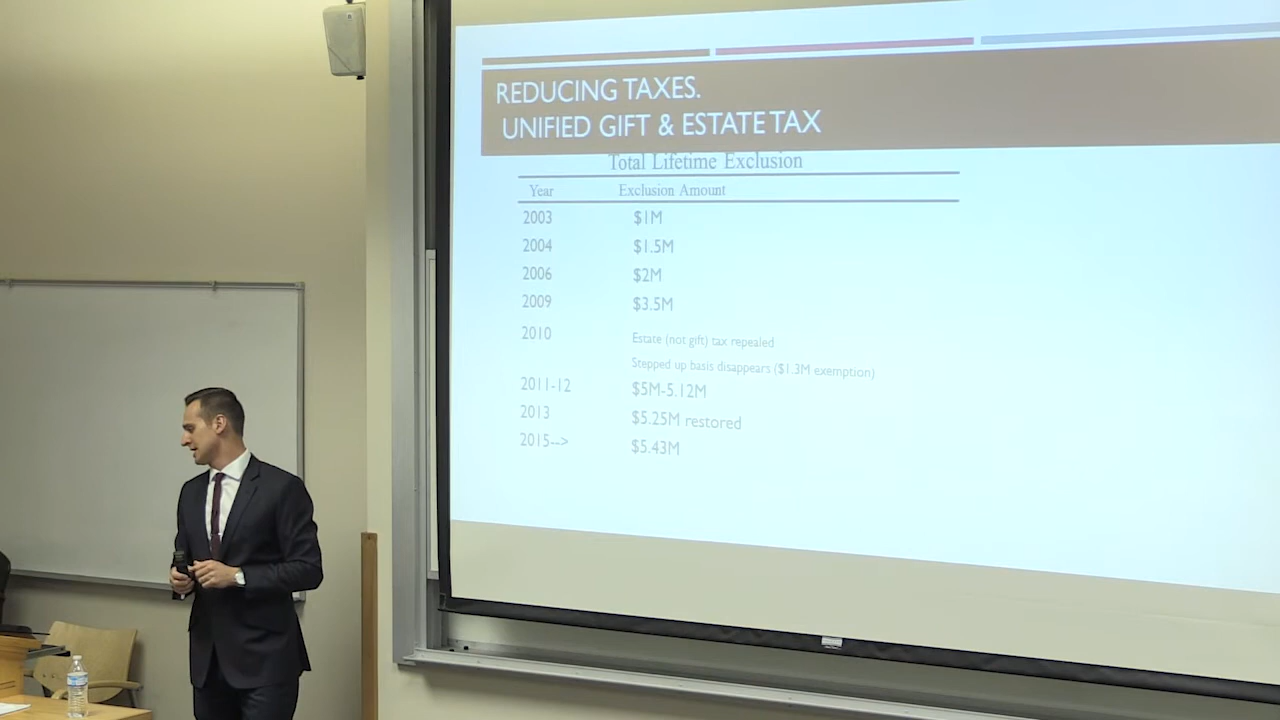 REDUCING TAXES.
UNIFIED GIFT & ESTATE TAX
Total Lifetime Exclusion
Year Exclusion Amount
2003 $1M
2004 $1.5M
2006 $2M
2009 $3.5M
2010 Estate (not gift) tax repealed
Stepped up basis disappears ($1.3M exemption)
2011-12 $5M-5.12M
2013 $5.25M restored
2015--> $5.43M